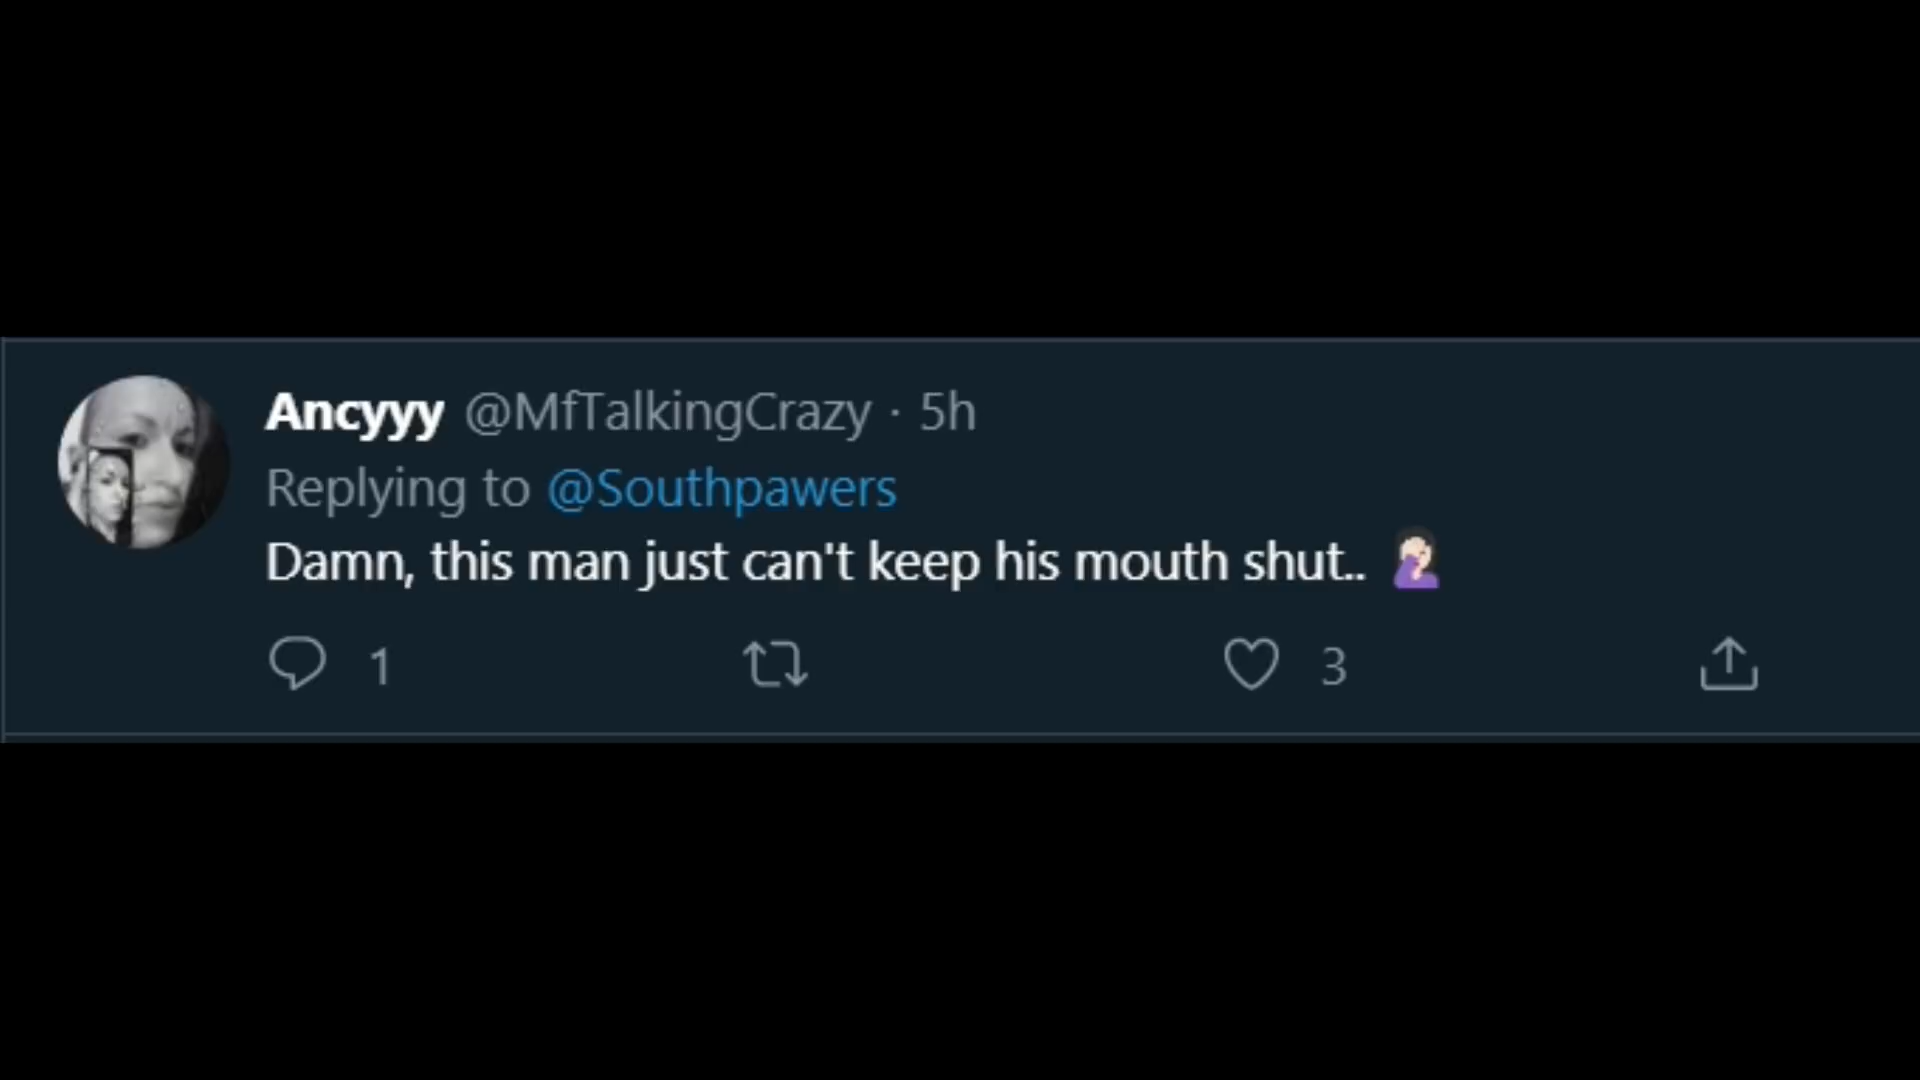 Ancyyy @MfTalkingCrazy · 5h
Replying to @Southpawers
Damn, this man just can't keep his mouth shut.. 🤦🏻‍♀️
1 3